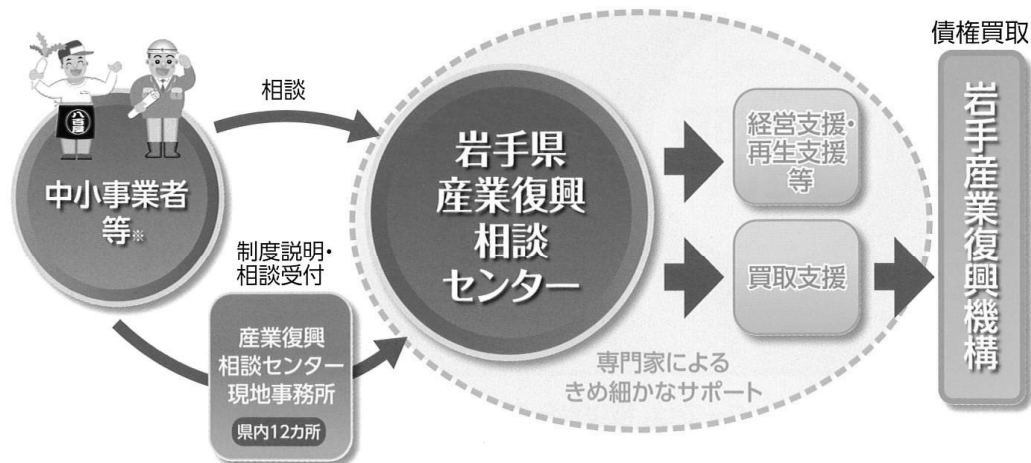 八百屋
中小事業者
等※
相談
制度説明・
相談受付
産業復興
相談センター
現地事務所
県内12カ所
岩手県
産業復興
相談
センター
経営支援・
再生支援
等
買取支援
専門家による
きめ細かなサポート
債権買取
岩手産業復興機構